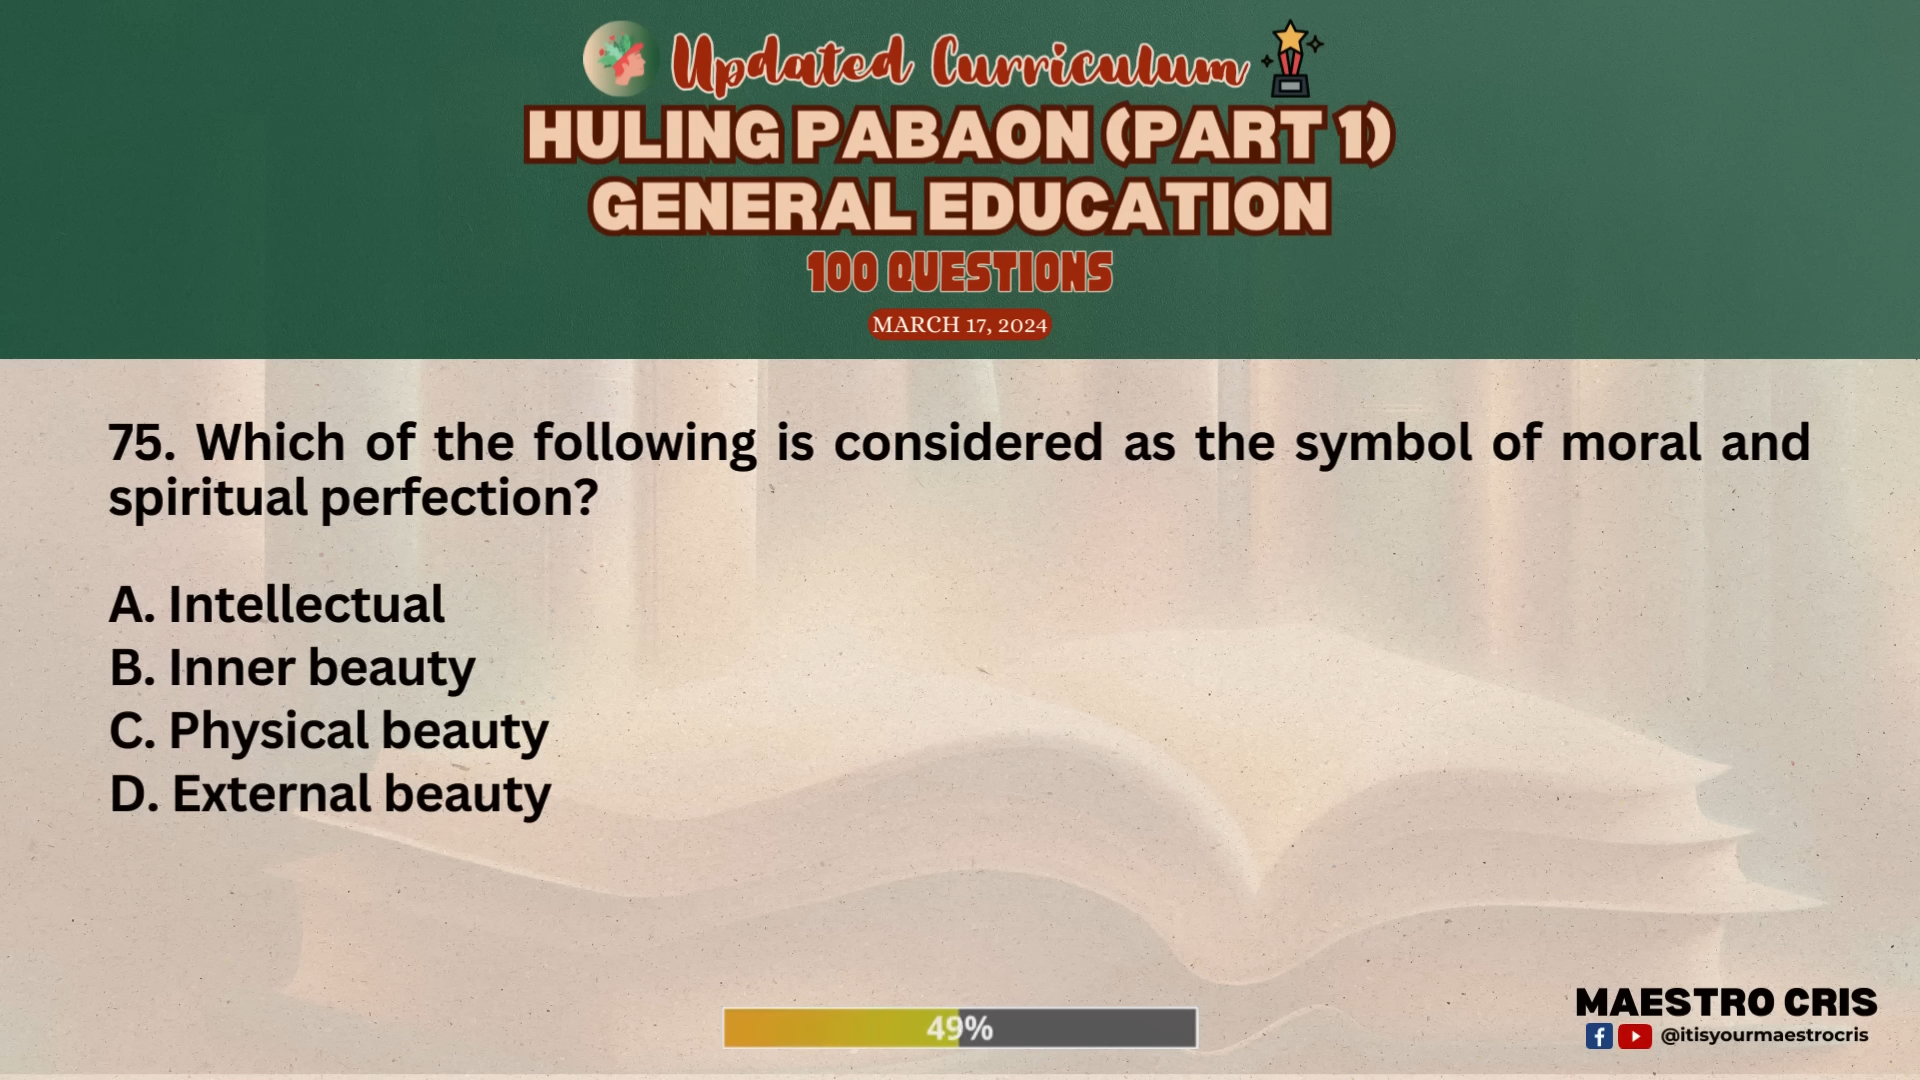 Updated Curriculum
HULING PABAON (PART 1)
GENERAL EDUCATION
100 QUESTIONS
MARCH 17, 2024
75. Which of the following is considered as the symbol of moral and
spiritual perfection?
A. Intellectual
B. Inner beauty
C. Physical beauty
D. External beauty
49%
MAESTRO CRIS
@itisyourmaestrocris